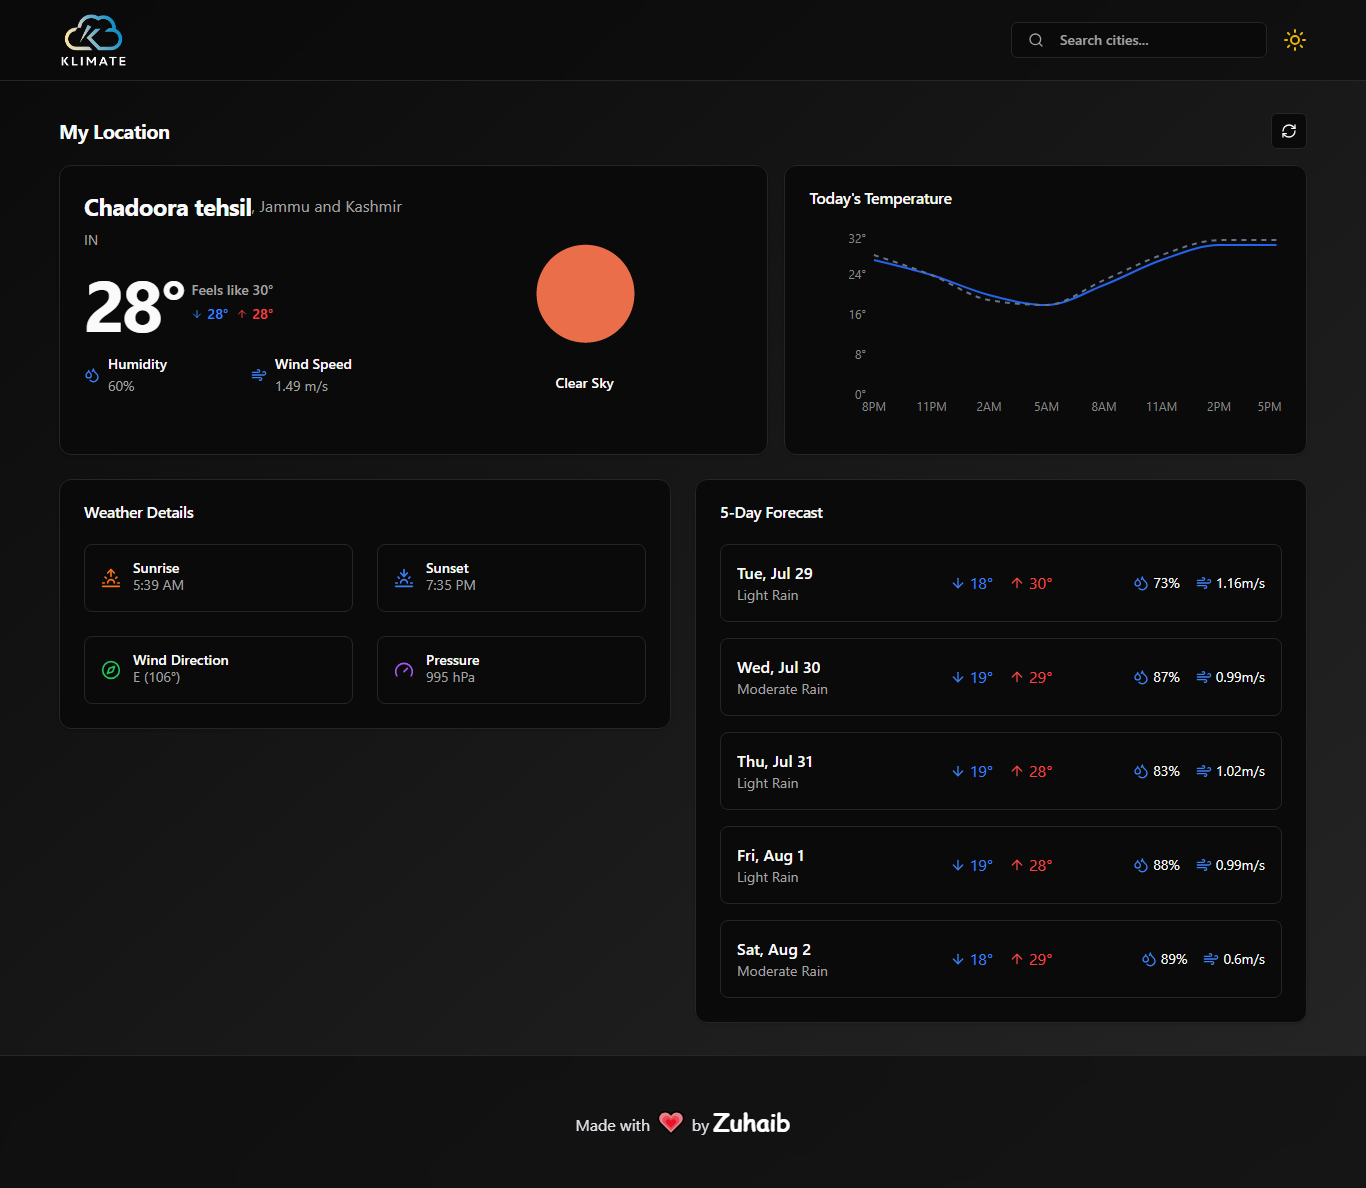 KLIMATE
Search cities...
My Location
Chadoora tehsil, Jammu and Kashmir
IN
28°
Feels like 30°
↓ 28° ↑ 28°
Humidity
60%
Wind Speed
1.49 m/s
Clear Sky
Today's Temperature
32°
24°
16°
8°
0°
8PM 11PM 2AM 5AM 8AM 11AM 2PM 5PM
Weather Details
Sunrise
5:39 AM
Sunset
7:35 PM
Wind Direction
E (106°)
Pressure
995 hPa
5-Day Forecast
Tue, Jul 29
Light Rain
↓ 18° ↑ 30° 73% 1.16m/s
Wed, Jul 30
Moderate Rain
↓ 19° ↑ 29° 87% 0.99m/s
Thu, Jul 31
Light Rain
↓ 19° ↑ 28° 83% 1.02m/s
Fri, Aug 1
Light Rain
↓ 19° ↑ 28° 88% 0.99m/s
Sat, Aug 2
Moderate Rain
↓ 18° ↑ 29° 89% 0.6m/s
Made with ❤️ by Zuhaib